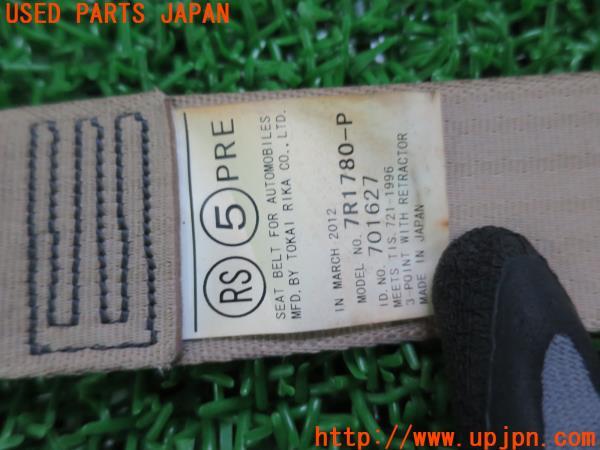 USED PARTS JAPAN
RS 5 PRE
SEAT BELT FOR AUTOMOBILES
MFD. BY TOKAI RIKA CO., LTD.
IN MARCH 2012
MODEL NO. 7R1780-P
ID. NO. 701627
MEETS TIS. 721-1996
3-POINT WITH RETRACTOR
MADE IN JAPAN
http://www.upjpn.com